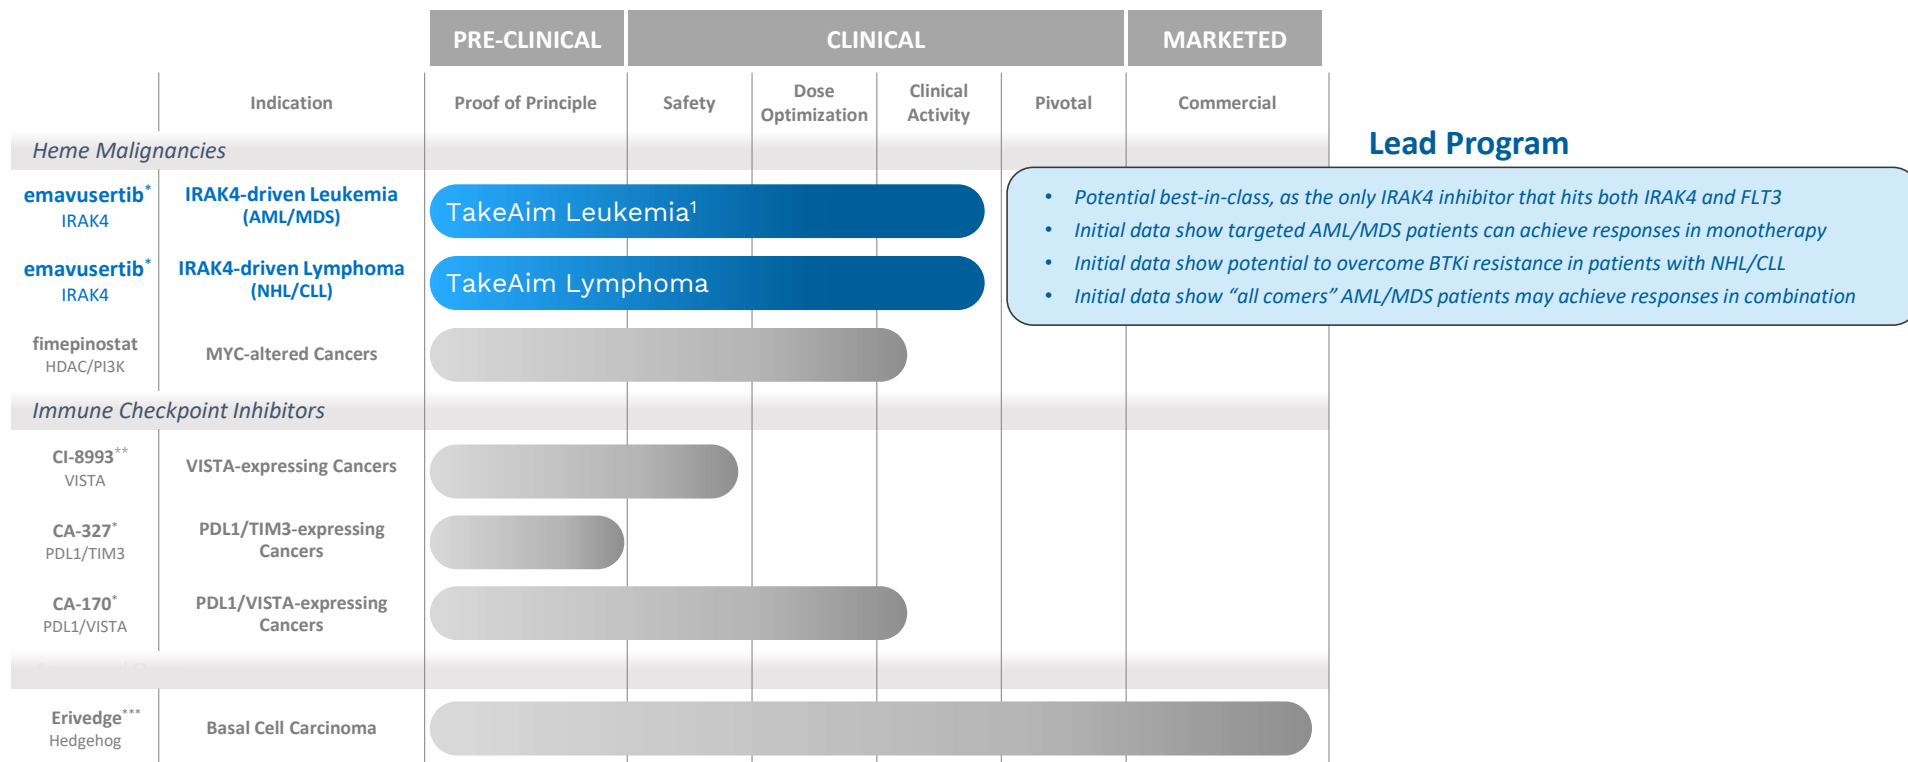 PRE-CLINICAL CLINICAL MARKETED
Indication Proof of Principle Safety Dose Optimization Clinical Activity Pivotal Commercial
Lead Program
Heme Malignancies
emavusertib*
IRAK4
IRAK4-driven Leukemia
(AML/MDS)
TakeAim Leukemia¹
• Potential best-in-class, as the only IRAK4 inhibitor that hits both IRAK4 and FLT3
• Initial data show targeted AML/MDS patients can achieve responses in monotherapy
• Initial data show potential to overcome BTKi resistance in patients with NHL/CLL
• Initial data show “all comers” AML/MDS patients may achieve responses in combination
emavusertib*
IRAK4
IRAK4-driven Lymphoma
(NHL/CLL)
TakeAim Lymphoma
fimepinostat
HDAC/PI3K
MYC-altered Cancers
Immune Checkpoint Inhibitors
CI-8993**
VISTA
VISTA-expressing Cancers
CA-327*
PDL1/TIM3
PDL1/TIM3-expressing
Cancers
CA-170*
PDL1/VISTA
PDL1/VISTA-expressing
Cancers
Erivedge***
Hedgehog
Basal Cell Carcinoma